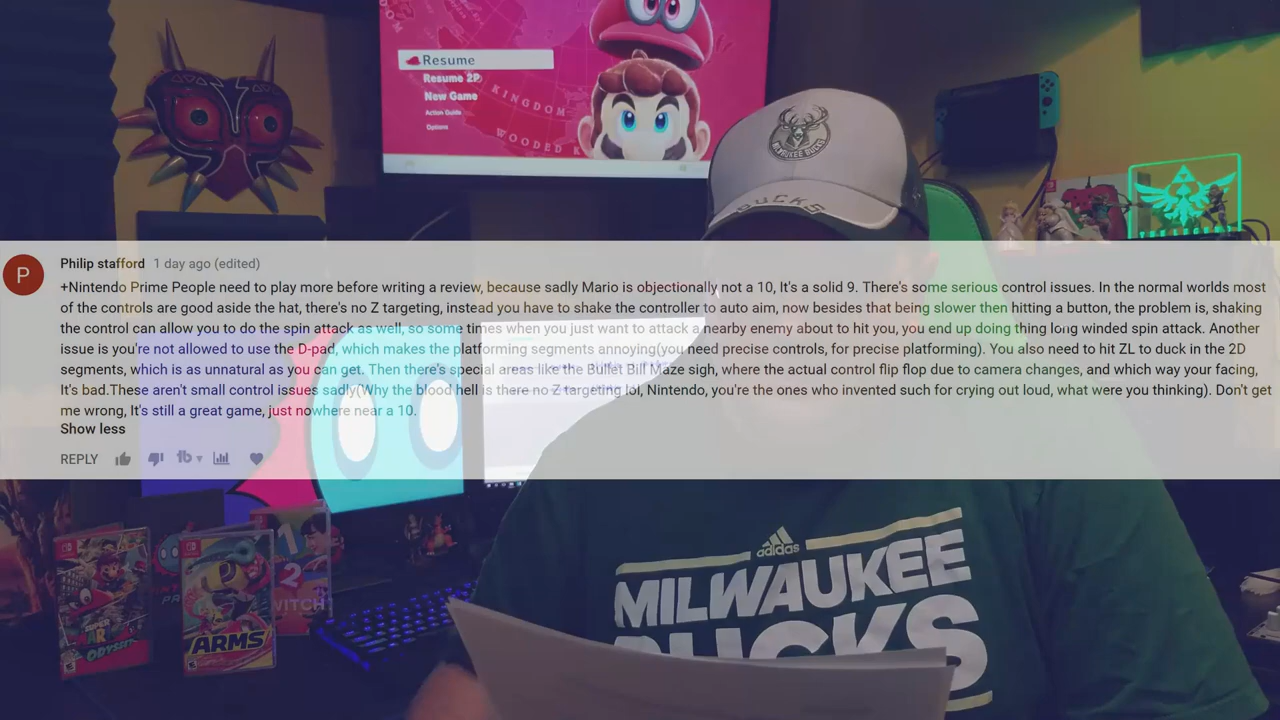 Resume
Resume 2P
New Game
Action Guide
Options
KINGDOM
WOODED K
MILWAUKEE BUCKS
BUCKS
Philip stafford 1 day ago (edited)
+Nintendo Prime People need to play more before writing a review, because sadly Mario is objectionally not a 10, It's a solid 9. There's some serious control issues. In the normal worlds most
of the controls are good aside the hat, there's no Z targeting, instead you have to shake the controller to auto aim, now besides that being slower then hitting a button, the problem is, shaking
the control can allow you to do the spin attack as well, so some times when you just want to attack a nearby enemy about to hit you, you end up doing thing long winded spin attack. Another
issue is you're not allowed to use the D-pad, which makes the platforming segments annoying(you need precise controls, for precise platforming). You also need to hit ZL to duck in the 2D
segments, which is as unnatural as you can get. Then there's special areas like the Bullet Bill Maze sigh, where the actual control flip flop due to camera changes, and which way your facing,
It's bad.These aren't small control issues sadly(Why the blood hell is there no Z targeting lol, Nintendo, you're the ones who invented such for crying out loud, what were you thinking). Don't get
me wrong, It's still a great game, just nowhere near a 10.
Show less
REPLY
adidas
MILWAUKEE
BUCKS
SUPER MARIO
ODYSSEY
ARMS
1
2
SWITCH